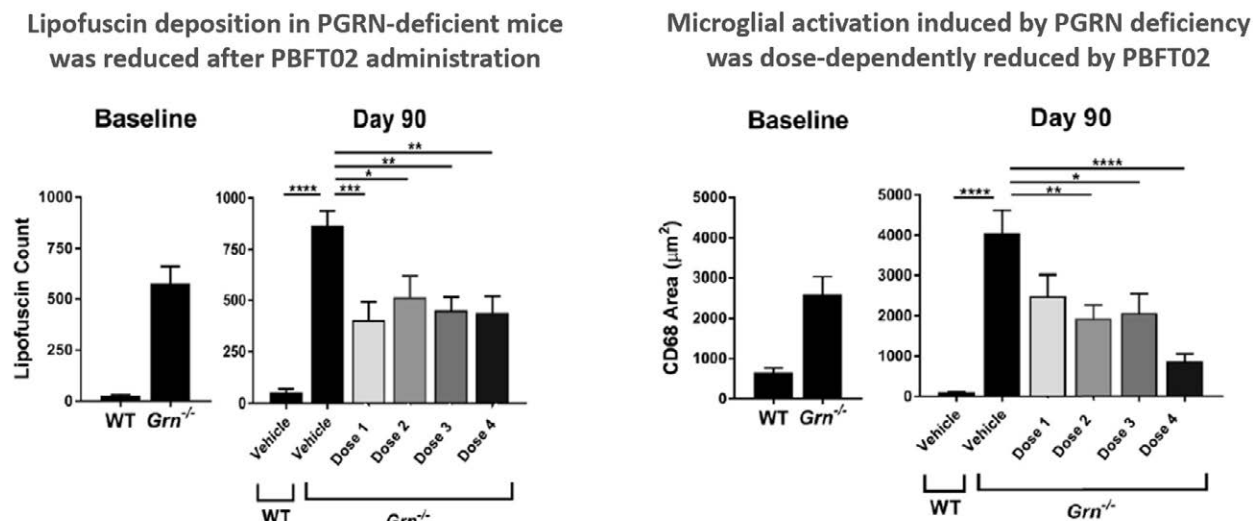 Lipofuscin deposition in PGRN-deficient mice
was reduced after PBFT02 administration
Baseline
Day 90
Lipofuscin Count
1000
750
500
250
0
WT Grn-/-
1000
750
500
250
0
****
***
*
**
**
Vehicle
Vehicle
Dose 1
Dose 2
Dose 3
Dose 4
WT
Grn-/-
Microglial activation induced by PGRN deficiency
was dose-dependently reduced by PBFT02
Baseline
Day 90
CD68 Area (μm²)
5000
4000
3000
2000
1000
0
WT Grn-/-
5000
4000
3000
2000
1000
0
****
**
*
****
Vehicle
Vehicle
Dose 1
Dose 2
Dose 3
Dose 4
WT
Grn-/-